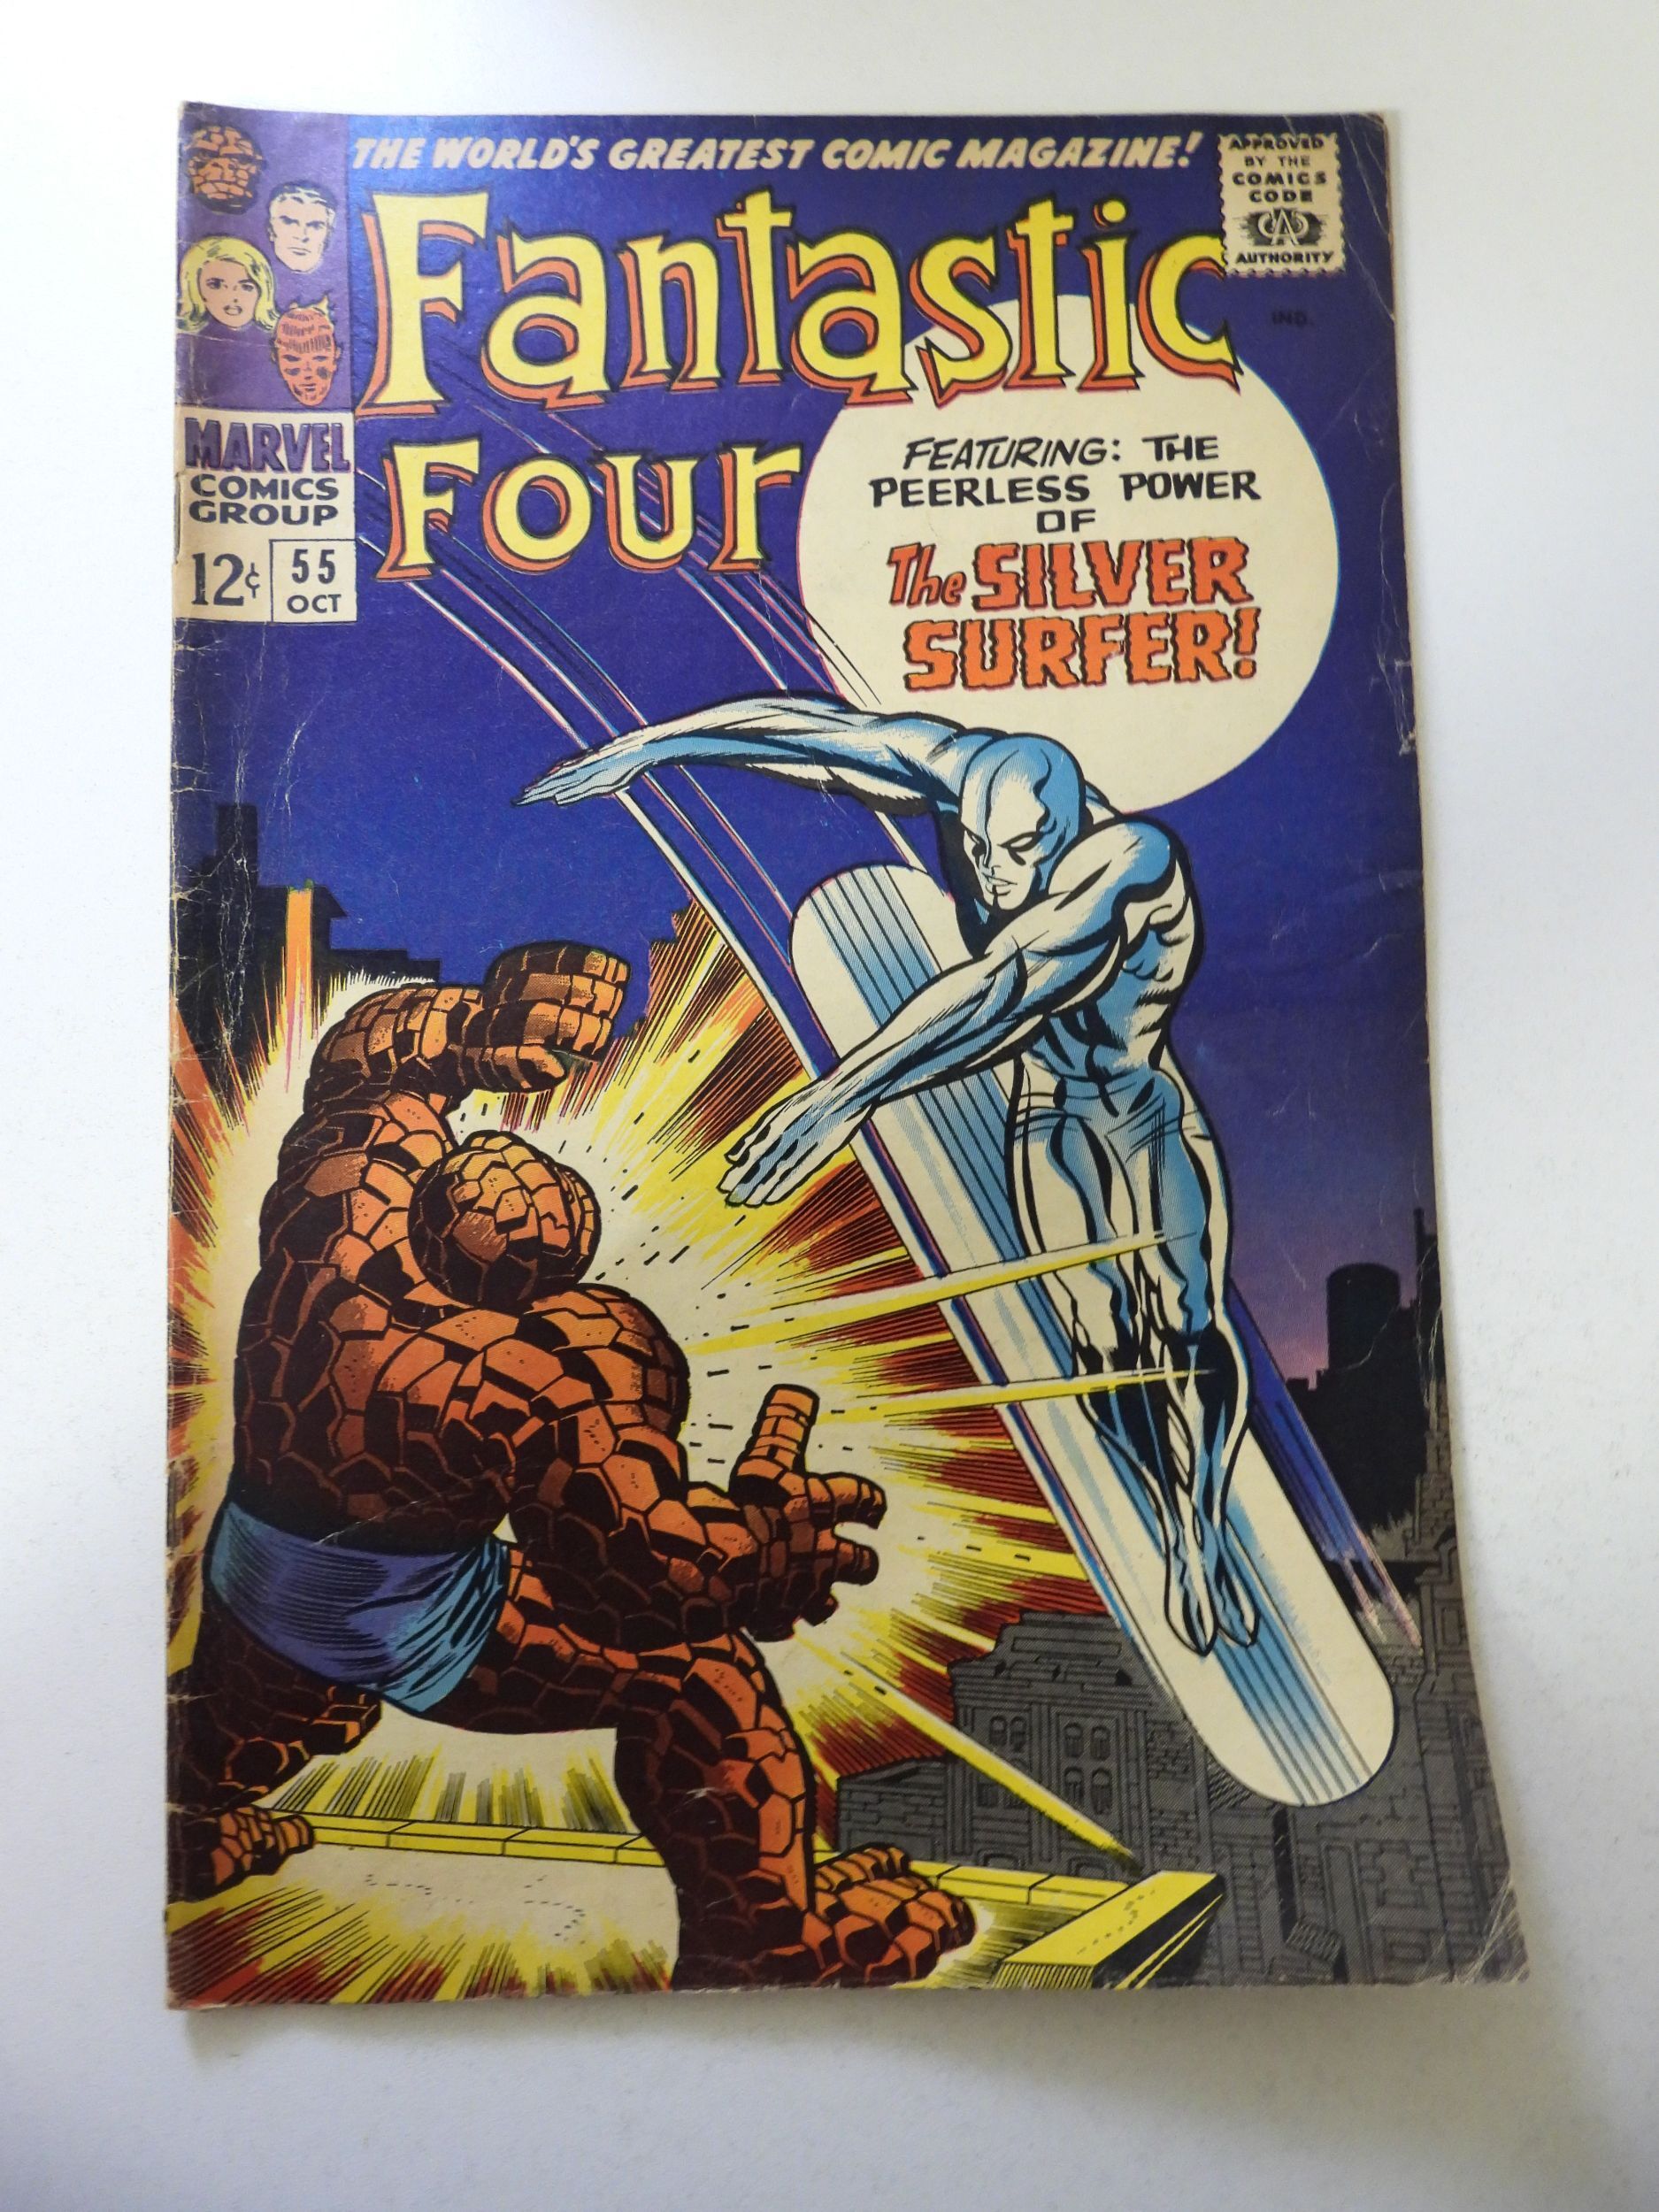 THE WORLD'S GREATEST COMIC MAGAZINE!
APPROVED
BY THE
COMICS
CODE
CA
AUTHORITY
Fantastic
Four
IND.
MARVEL
COMICS
GROUP
12¢
55
OCT
FEATURING: THE
PEERLESS POWER
OF
The SILVER
SURFER!